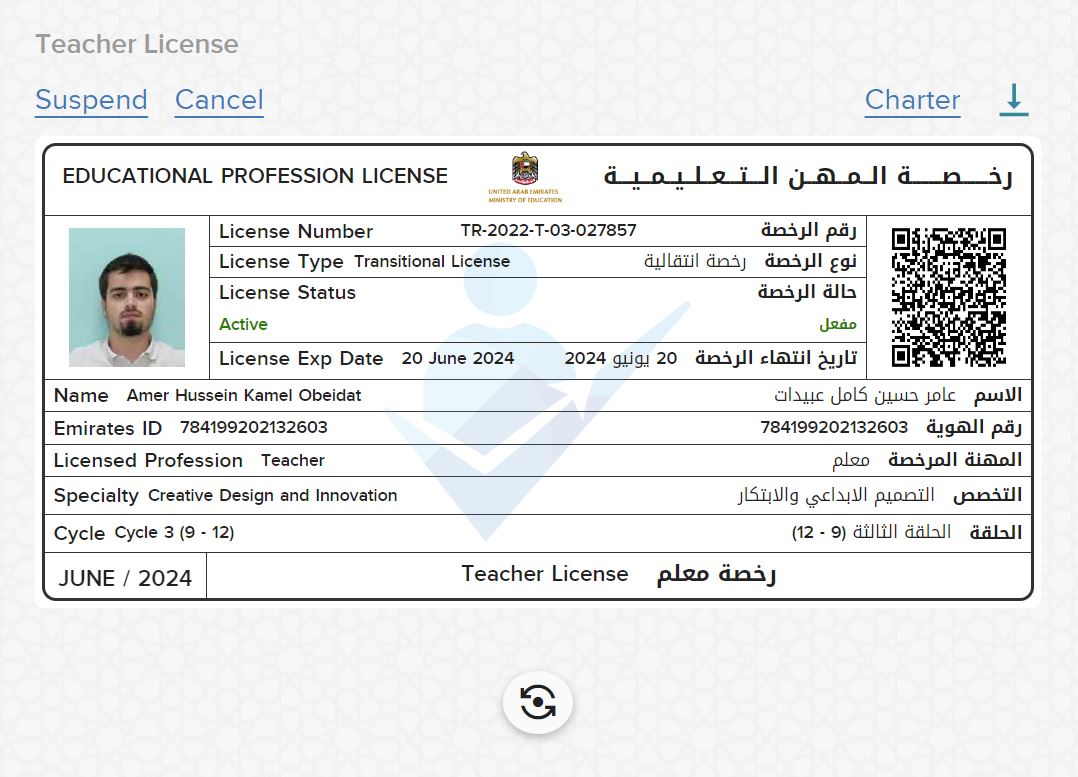 Teacher License
Suspend Cancel Charter
EDUCATIONAL PROFESSION LICENSE رخـــــصـــــــة الـمـهـن الـتـعـلـيـمـيـة
UNITED ARAB EMIRATES
MINISTRY OF EDUCATION
License Number TR-2022-T-03-027857 رقم الرخصة
License Type Transitional License رخصة انتقالية نوع الرخصة
License Status حالة الرخصة
Active مفعل
License Exp Date 20 June 2024 20 يونيو 2024 تاريخ انتهاء الرخصة
Name Amer Hussein Kamel Obeidat عامر حسين كامل عبيدات الاسم
Emirates ID 784199202132603 784199202132603 رقم الهوية
Licensed Profession Teacher معلم المهنة المرخصة
Specialty Creative Design and Innovation التصميم الابداعي والابتكار التخصص
Cycle Cycle 3 (9 - 12) الحلقة الثالثة (9 - 12) الحلقة
JUNE / 2024 Teacher License رخصة معلم